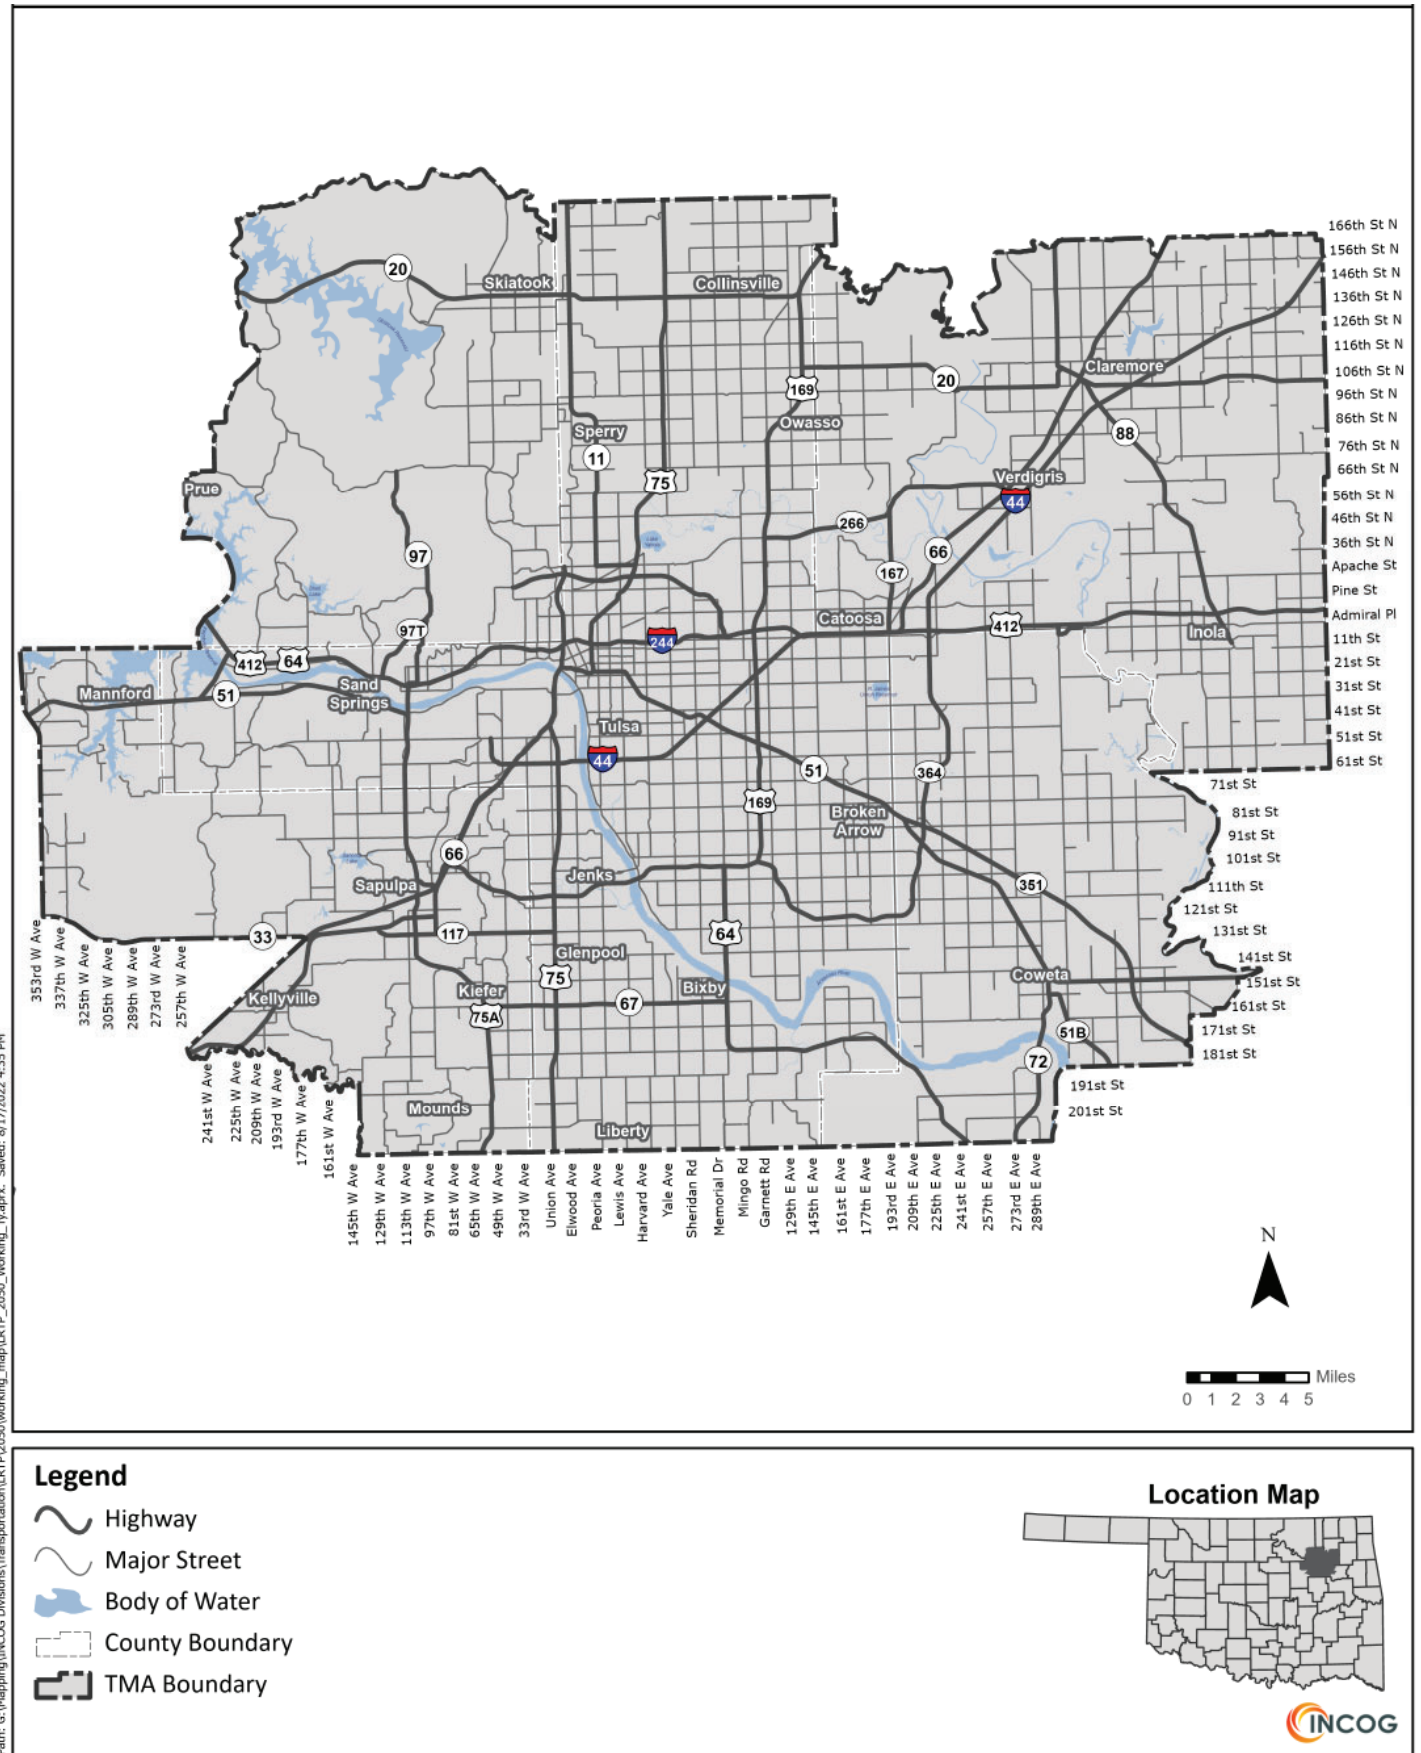 166th St N
156th St N
146th St N
136th St N
126th St N
116th St N
106th St N
96th St N
86th St N
76th St N
66th St N
56th St N
46th St N
36th St N
Apache St
Pine St
Admiral Pl
11th St
21st St
31st St
41st St
51st St
61st St
71st St
81st St
91st St
101st St
111th St
121st St
131st St
141st St
151st St
161st St
171st St
181st St
191st St
201st St
20
Skiatook
Collinsville
169
20
Claremore
Owasso
88
Sperry
11
75
Verdigris
44
Prue
266
97
66
167
97T
Catoosa
412
Inola
244
412
64
51
Mannford
Sand
Springs
Tulsa
44
51
364
169
Broken
Arrow
66
Sapulpa
Jenks
351
33
117
64
Glenpool
75
Coweta
Kellyville
Kiefer
75A
67
Bixby
51B
72
Mounds
Liberty
353rd W Ave
337th W Ave
325th W Ave
305th W Ave
289th W Ave
273rd W Ave
257th W Ave
241st W Ave
225th W Ave
209th W Ave
193rd W Ave
177th W Ave
161st W Ave
145th W Ave
129th W Ave
113th W Ave
97th W Ave
81st W Ave
65th W Ave
49th W Ave
33rd W Ave
Union Ave
Elwood Ave
Peoria Ave
Lewis Ave
Harvard Ave
Yale Ave
Sheridan Rd
Memorial Dr
Mingo Rd
Garnett Rd
129th E Ave
145th E Ave
161st E Ave
177th E Ave
193rd E Ave
209th E Ave
225th E Ave
241st E Ave
257th E Ave
273rd E Ave
289th E Ave
N
Miles
0 1 2 3 4 5
Legend
Highway
Major Street
Body of Water
County Boundary
TMA Boundary
Location Map
INCOG